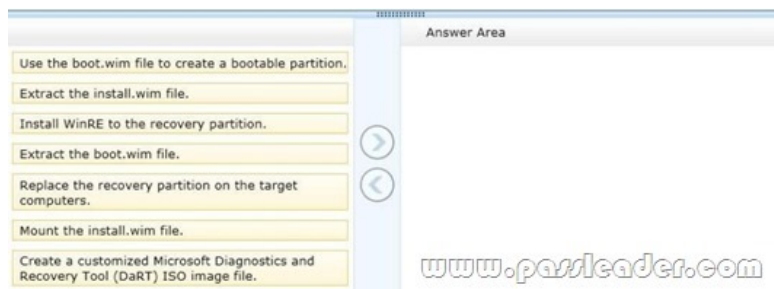 Answer Area
Use the boot.wim file to create a bootable partition.
Extract the install.wim file.
Install WinRE to the recovery partition.
Extract the boot.wim file.
Replace the recovery partition on the target
computers.
Mount the install.wim file.
Create a customized Microsoft Diagnostics and
Recovery Tool (DaRT) ISO image file.
www.passleader.com